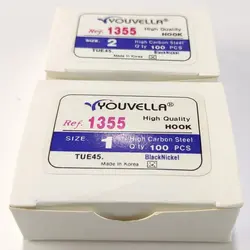 YOUVELLA®
Ref. 1355 High Quality HOOK
SIZE. 2 High Carbon Steel
Q'ty 100 PCS
TUE45.
Made in Korea
YOUVELLA®
Ref. 1355 High Quality
HOOK
SIZE. 1 High Carbon Steel
Q'ty 100 PCS
TUE45. BlackNickel
Made in Korea